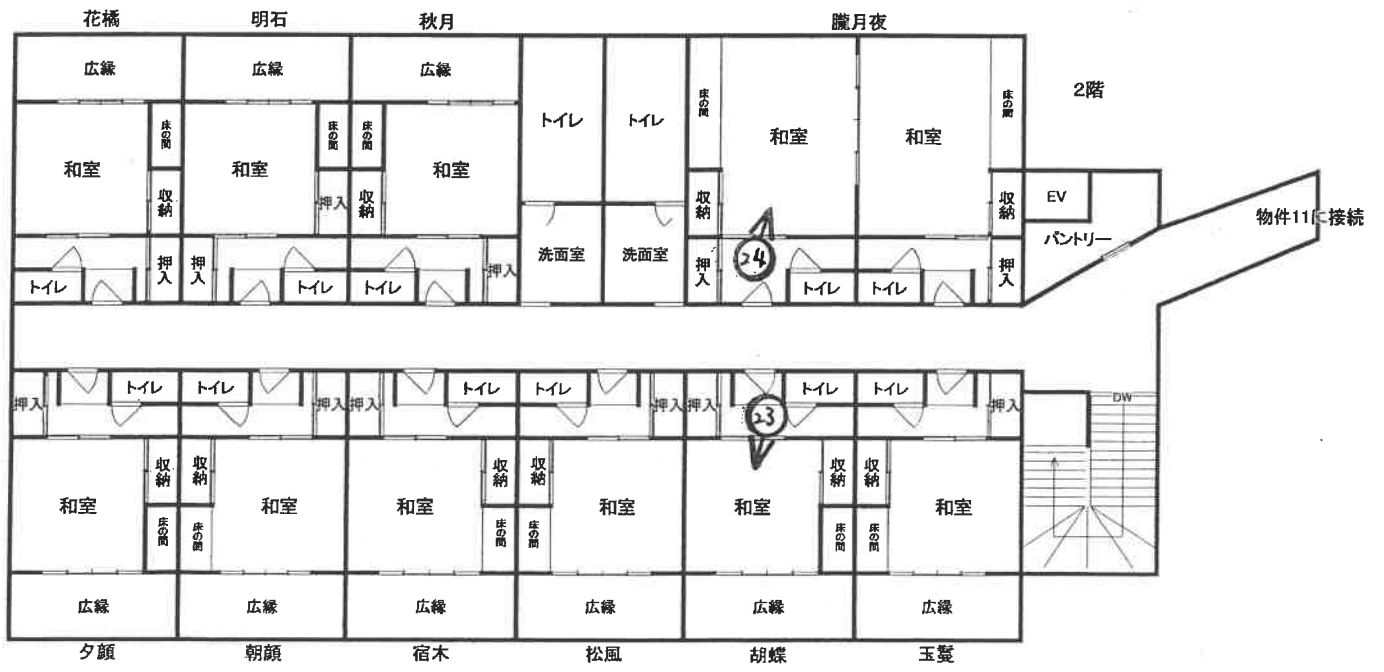 花橘 明石 秋月 朧月夜
広縁 広縁 広縁
2階
床の間 床の間 床の間 床の間 床の間
和室 和室 和室 トイレ トイレ 和室 和室
収納 押入 収納 収納 収納 EV
物件11に接続
パントリー
洗面室 洗面室
押入 押入 押入 押入 24 押入
トイレ トイレ トイレ トイレ トイレ
トイレ トイレ トイレ トイレ トイレ トイレ
押入 押入 押入 押入 押入 23 押入
DW
収納 収納 収納 収納 収納 収納
和室 和室 和室 和室 和室 和室
床の間 床の間 床の間 床の間 床の間 床の間
広縁 広縁 広縁 広縁 広縁 広縁
夕顔 朝顔 宿木 松風 胡蝶 玉鬘